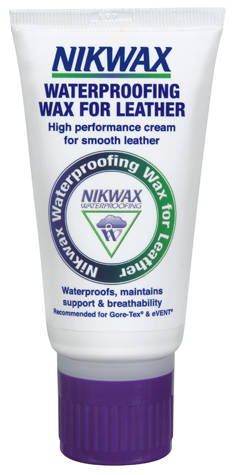 NIKWAX
WATERPROOFING
WAX FOR LEATHER
High performance cream
for smooth leather
Nikwax Waterproofing Wax for Leather
NIKWAX
WATERPROOFING
Waterproofs, maintains
support & breathability
Recommended for Gore-Tex® & eVENT®